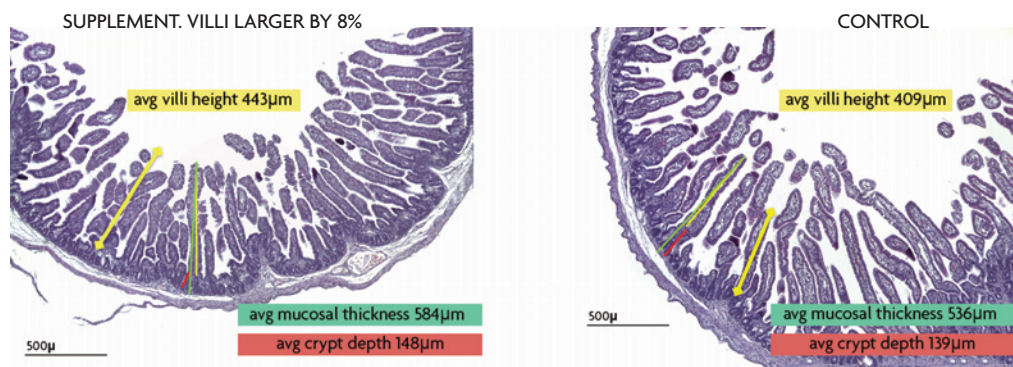 SUPPLEMENT. VILLI LARGER BY 8%
avg villi height 443µm
avg mucosal thickness 584µm
avg crypt depth 148µm
500µ
CONTROL
avg villi height 409µm
avg mucosal thickness 536µm
avg crypt depth 139µm
500µ